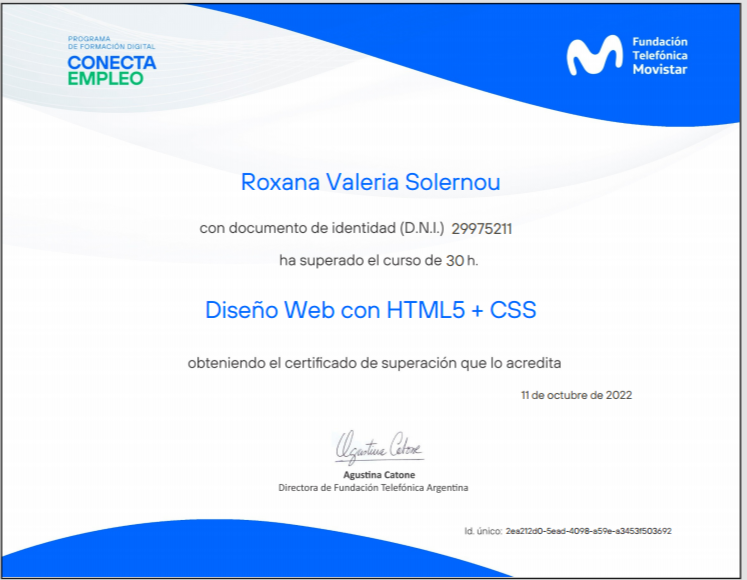 PROGRAMA
DE FORMACIÓN DIGITAL
CONECTA
EMPLEO
Fundación
Telefónica
Movistar
Roxana Valeria Solernou
con documento de identidad (D.N.I.) 29975211
ha superado el curso de 30 h.
Diseño Web con HTML5 + CSS
obteniendo el certificado de superación que lo acredita
11 de octubre de 2022
Agustina Catone
Agustina Catone
Directora de Fundación Telefónica Argentina
Id. único: 2ea212d0-5ead-4098-a59e-a3453f503692